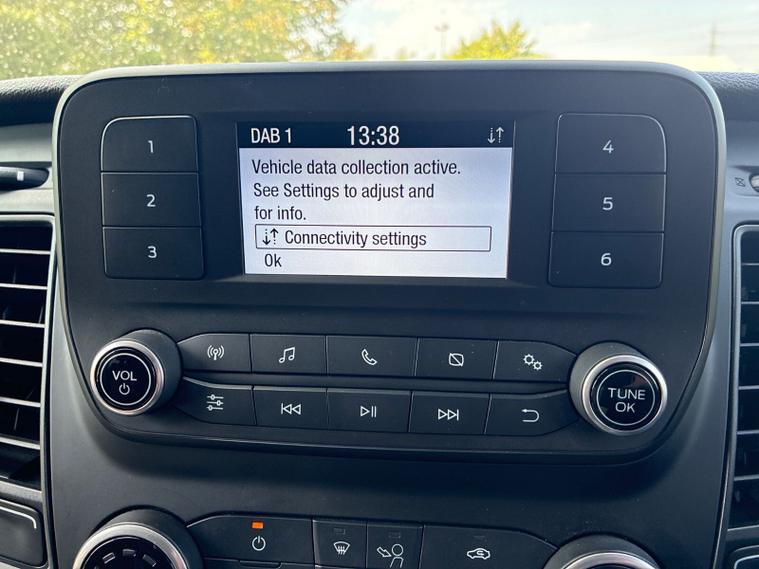 DAB 1 13:38
Vehicle data collection active.
See Settings to adjust and
for info.
Connectivity settings
Ok
1
2
3
4
5
6
VOL
TUNE
OK